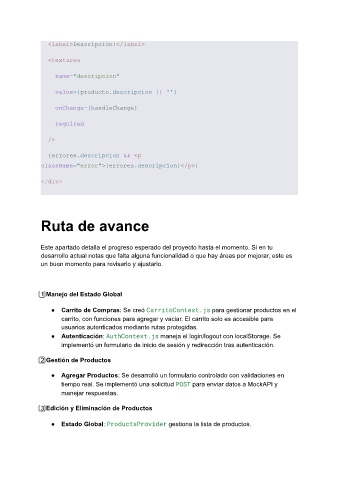 <label>Descripción:</label>
<textarea
name="descripcion"
value={producto.descripcion || ''}
onChange={handleChange}
required
/>
{errores.descripcion && <p
className="error">{errores.descripcion}</p>}
</div>
Ruta de avance
Este apartado detalla el progreso esperado del proyecto hasta el momento. Si en tu
desarrollo actual notas que falta alguna funcionalidad o que hay áreas por mejorar, este es
un buen momento para revisarlo y ajustarlo.
1️⃣Manejo del Estado Global
● Carrito de Compras: Se creó CarritoContext.js para gestionar productos en el
carrito, con funciones para agregar y vaciar. El carrito solo es accesible para
usuarios autenticados mediante rutas protegidas.
● Autenticación: AuthContext.js maneja el login/logout con localStorage. Se
implementó un formulario de inicio de sesión y redirección tras autenticación.
2️⃣Gestión de Productos
● Agregar Productos: Se desarrolló un formulario controlado con validaciones en
tiempo real. Se implementó una solicitud POST para enviar datos a MockAPI y
manejar respuestas.
3️⃣Edición y Eliminación de Productos
● Estado Global: ProductsProvider gestiona la lista de productos.